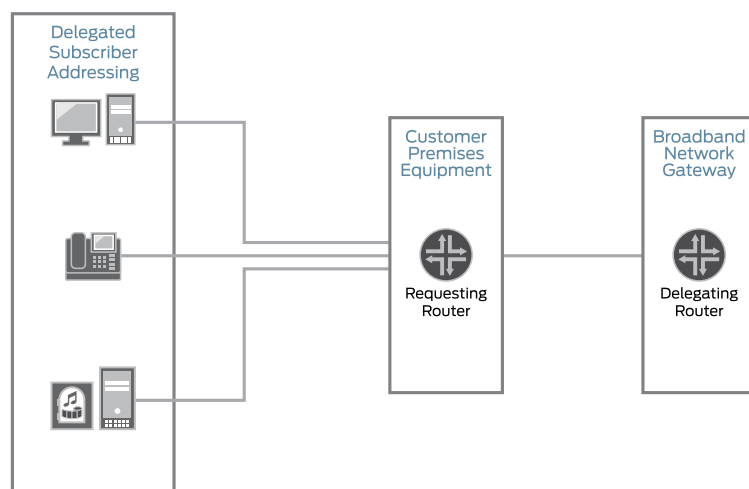 Delegated
Subscriber
Addressing
Customer
Premises
Equipment
Requesting
Router
Broadband
Network
Gateway
Delegating
Router